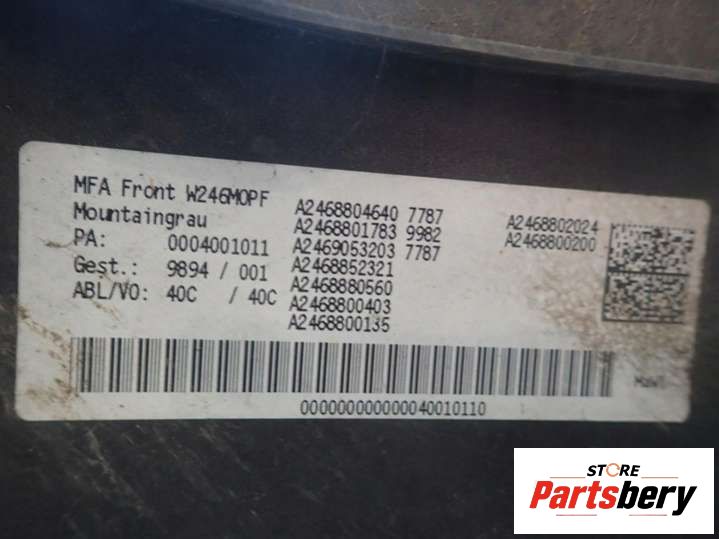 MFA Front W246MOPF
Mountaingrau
PA: 0004001011
Gest.: 9894 / 001
ABL/VO: 40C / 40C
A2468804640 7787
A2468801783 9982
A2469053203 7787
A2468852321
A2468880560
A2468800403
A2468800135
A2468802024
A2468800200
000000000000040010110
STORE
Partsbery